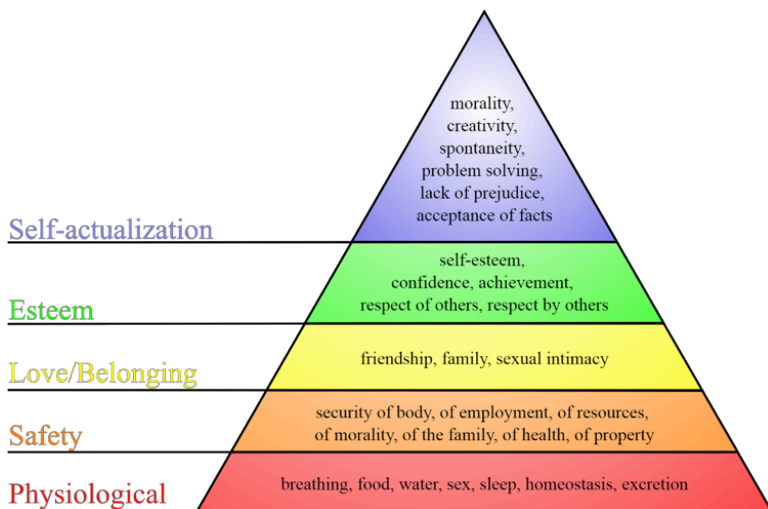 morality,
creativity,
spontaneity,
problem solving,
lack of prejudice,
acceptance of facts
Self-actualization
self-esteem,
confidence, achievement,
respect of others, respect by others
Esteem
friendship, family, sexual intimacy
Love/Belonging
security of body, of employment, of resources,
of morality, of the family, of health, of property
Safety
breathing, food, water, sex, sleep, homeostasis, excretion
Physiological